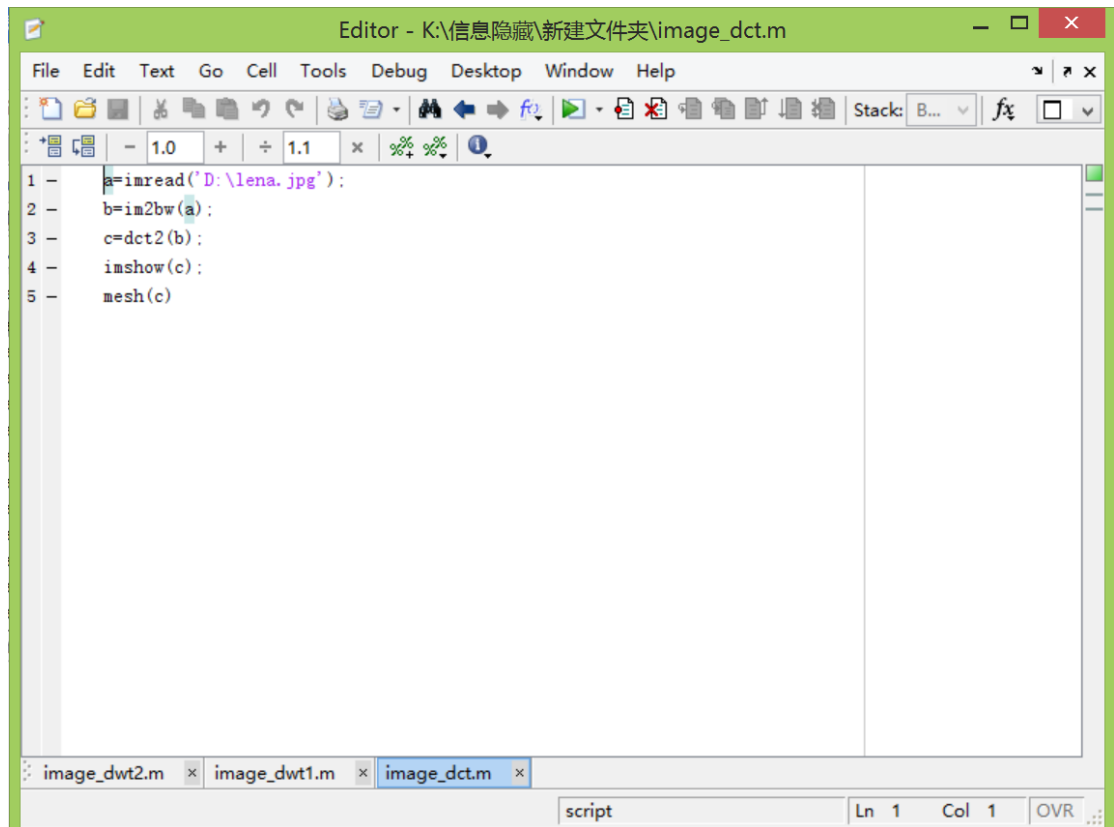 Editor - K:\信息隐藏\新建文件夹\image_dct.m
File Edit Text Go Cell Tools Debug Desktop Window Help
Stack: B... fx
1.0 + ÷ 1.1 ×
1 — a=imread('D:\lena.jpg');
2 — b=im2bw(a);
3 — c=dct2(b);
4 — imshow(c);
5 — mesh(c)
image_dwt2.m × image_dwt1.m × image_dct.m ×
script Ln 1 Col 1 OVR